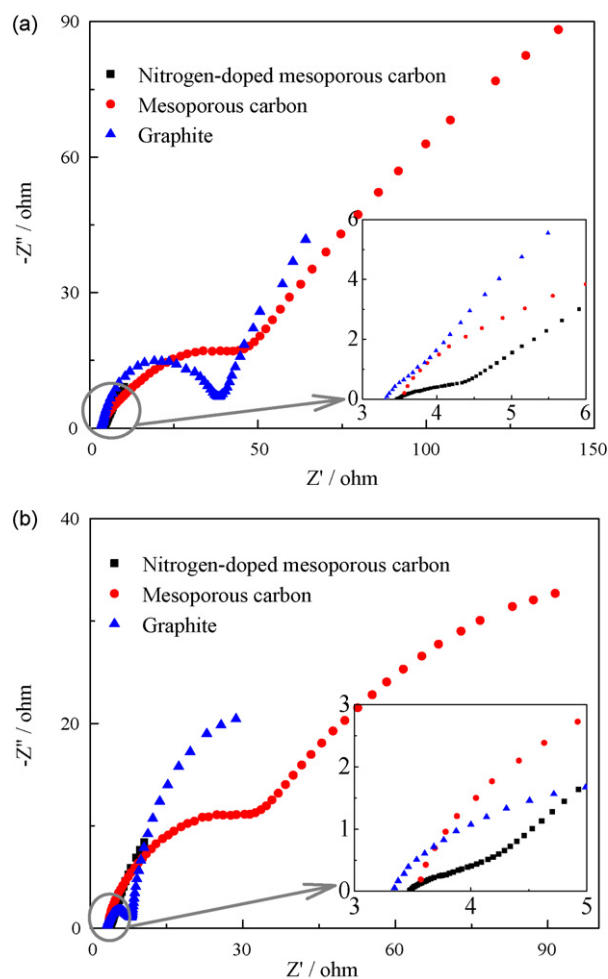 (a)
90
Nitrogen-doped mesoporous carbon
Mesoporous carbon
Graphite
60
-Z" / ohm
30
0
6
4
2
0
3 4 5 6
0 50 100 150
Z' / ohm
(b)
40
Nitrogen-doped mesoporous carbon
Mesoporous carbon
Graphite
-Z" / ohm
20
0
3
2
1
0
3 4 5
0 30 60 90
Z' / ohm